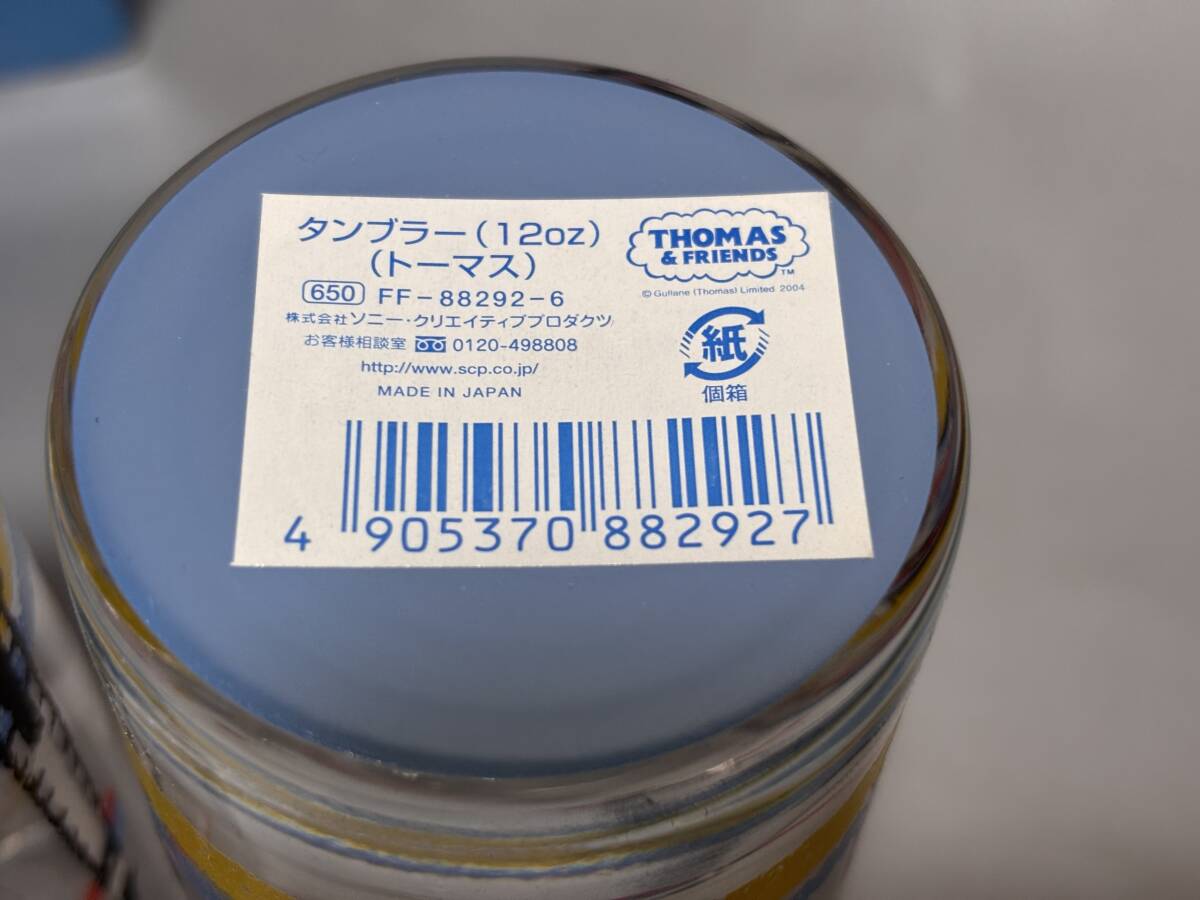 タンブラー(12oz)
(トーマス)
650 FF-88292-6
株式会社ソニー・クリエイティブプロダクツ
お客様相談室 0120-498808
http://www.scp.co.jp/
MADE IN JAPAN
THOMAS
& FRIENDS
TM
© Gullane (Thomas) Limited 2004
紙
個箱
4 905370 882927